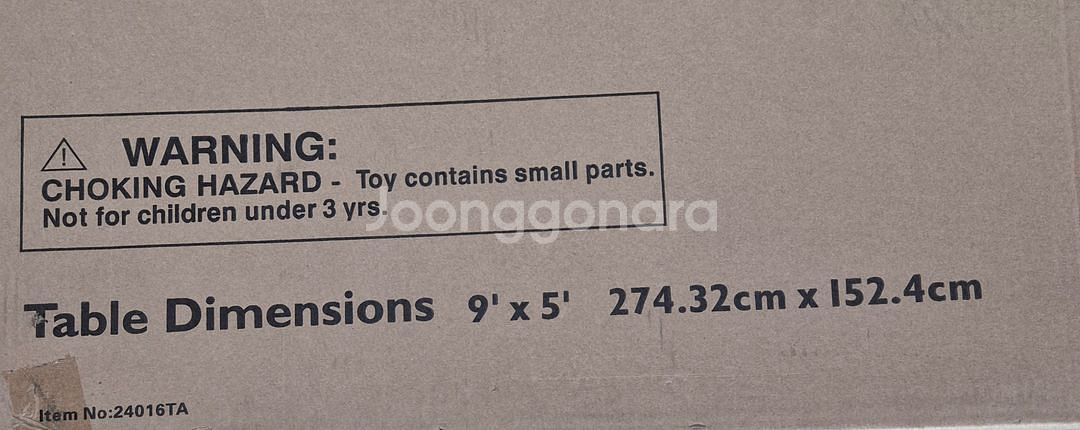 WARNING:
CHOKING HAZARD - Toy contains small parts.
Not for children under 3 yrs.
Joonggonara
Table Dimensions 9' x 5' 274.32cm x 152.4cm
Item No:24016TA